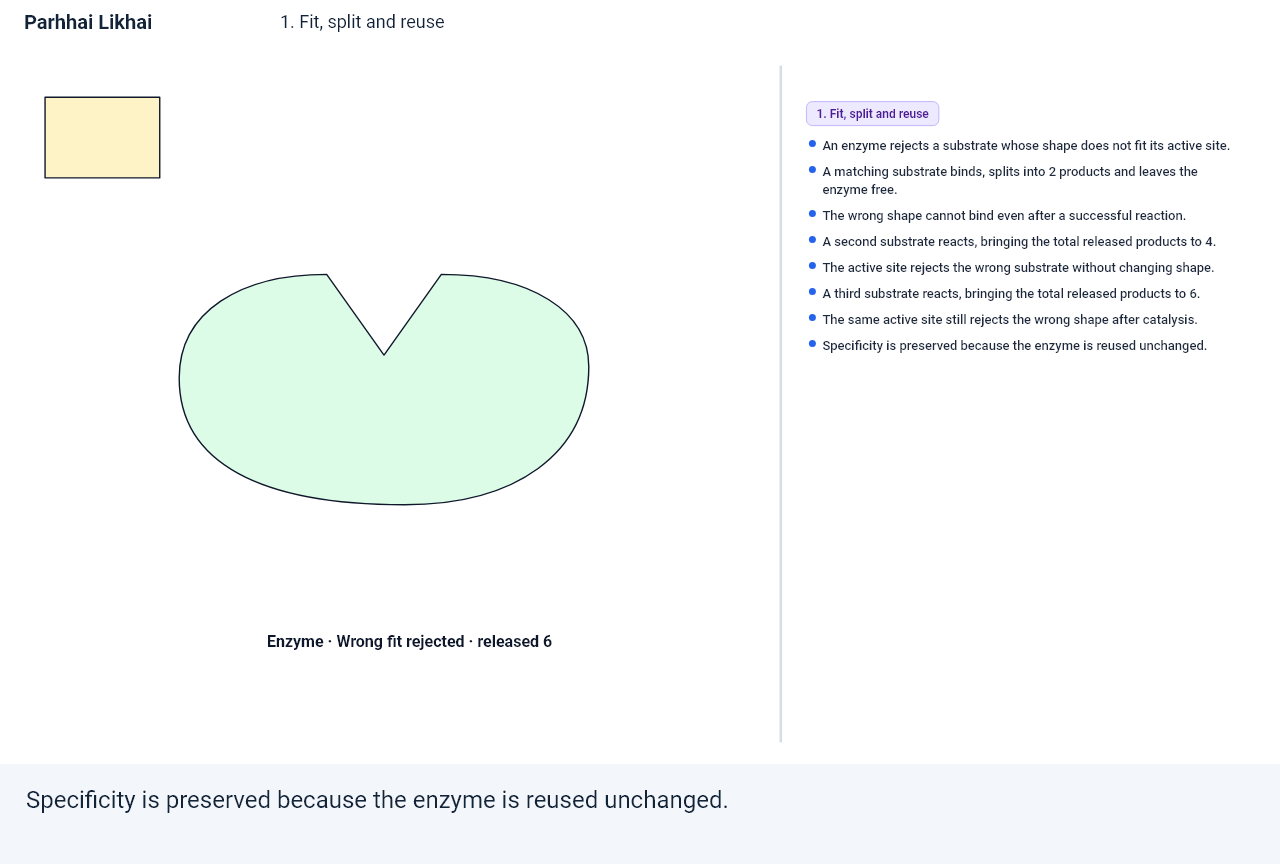 Parhhai Likhai
1. Fit, split and reuse
1. Fit, split and reuse
An enzyme rejects a substrate whose shape does not fit its active site.
A matching substrate binds, splits into 2 products and leaves the
enzyme free.
The wrong shape cannot bind even after a successful reaction.
A second substrate reacts, bringing the total released products to 4.
The active site rejects the wrong substrate without changing shape.
A third substrate reacts, bringing the total released products to 6.
The same active site still rejects the wrong shape after catalysis.
Specificity is preserved because the enzyme is reused unchanged.
Enzyme · Wrong fit rejected · released 6
Specificity is preserved because the enzyme is reused unchanged.